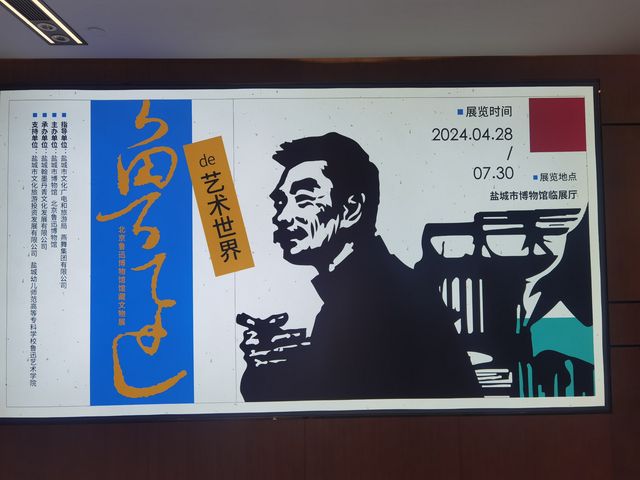 指导单位：盐城市文化广电和旅游局 燕舞集团有限公司
主办单位：盐城市博物馆 北京鲁迅博物馆
承办单位：盐城翰墨丹青文化发展有限公司
支持单位：盐城市文化旅游投资发展有限公司 盐城幼儿师范高等专科学校鲁迅艺术学院
鲁迅
de 艺术世界
北京鲁迅博物馆馆藏文物展
展览时间
2024.04.28
/
07.30
展览地点
盐城市博物馆临展厅